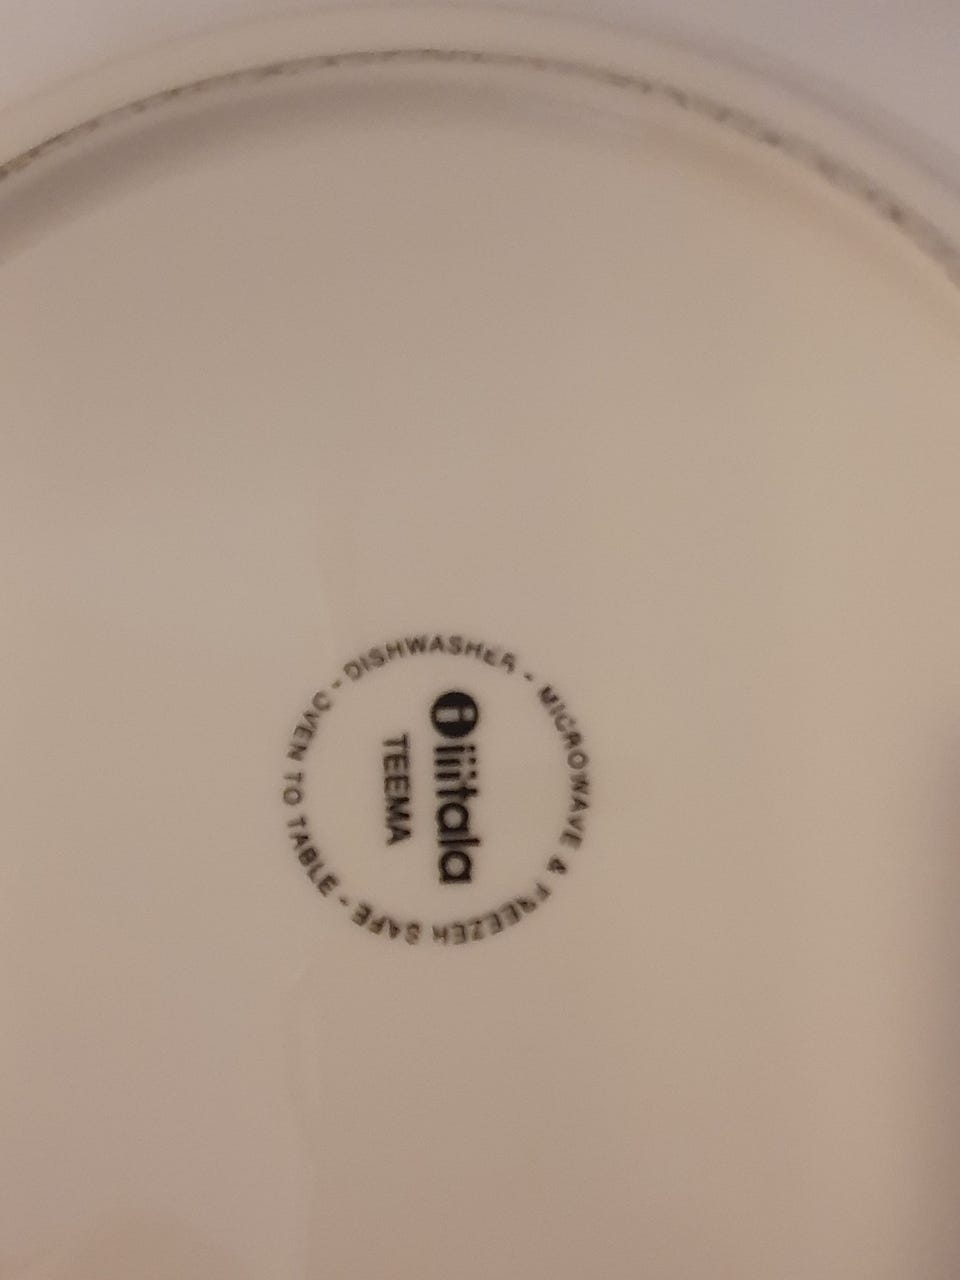 DISHWASHER - MICROWAVE & FREEZER SAFE - OVEN TO TABLE -
i iittala
TEEMA